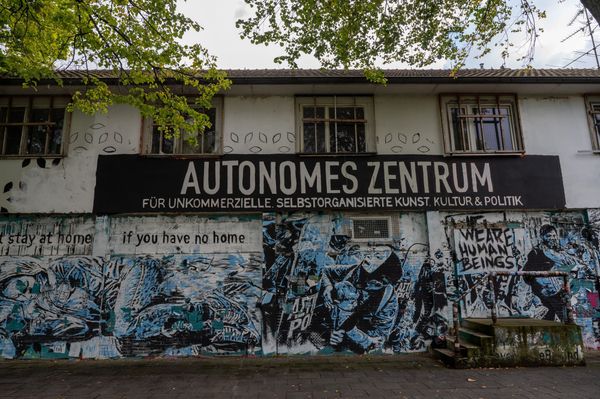 AUTONOMES ZENTRUM
FÜR UNKOMMERZIELLE, SELBSTORGANISIERTE KUNST, KULTUR & POLITIK
t stay at home
if you have no home
WE ARE
HUMAN
BEINGS